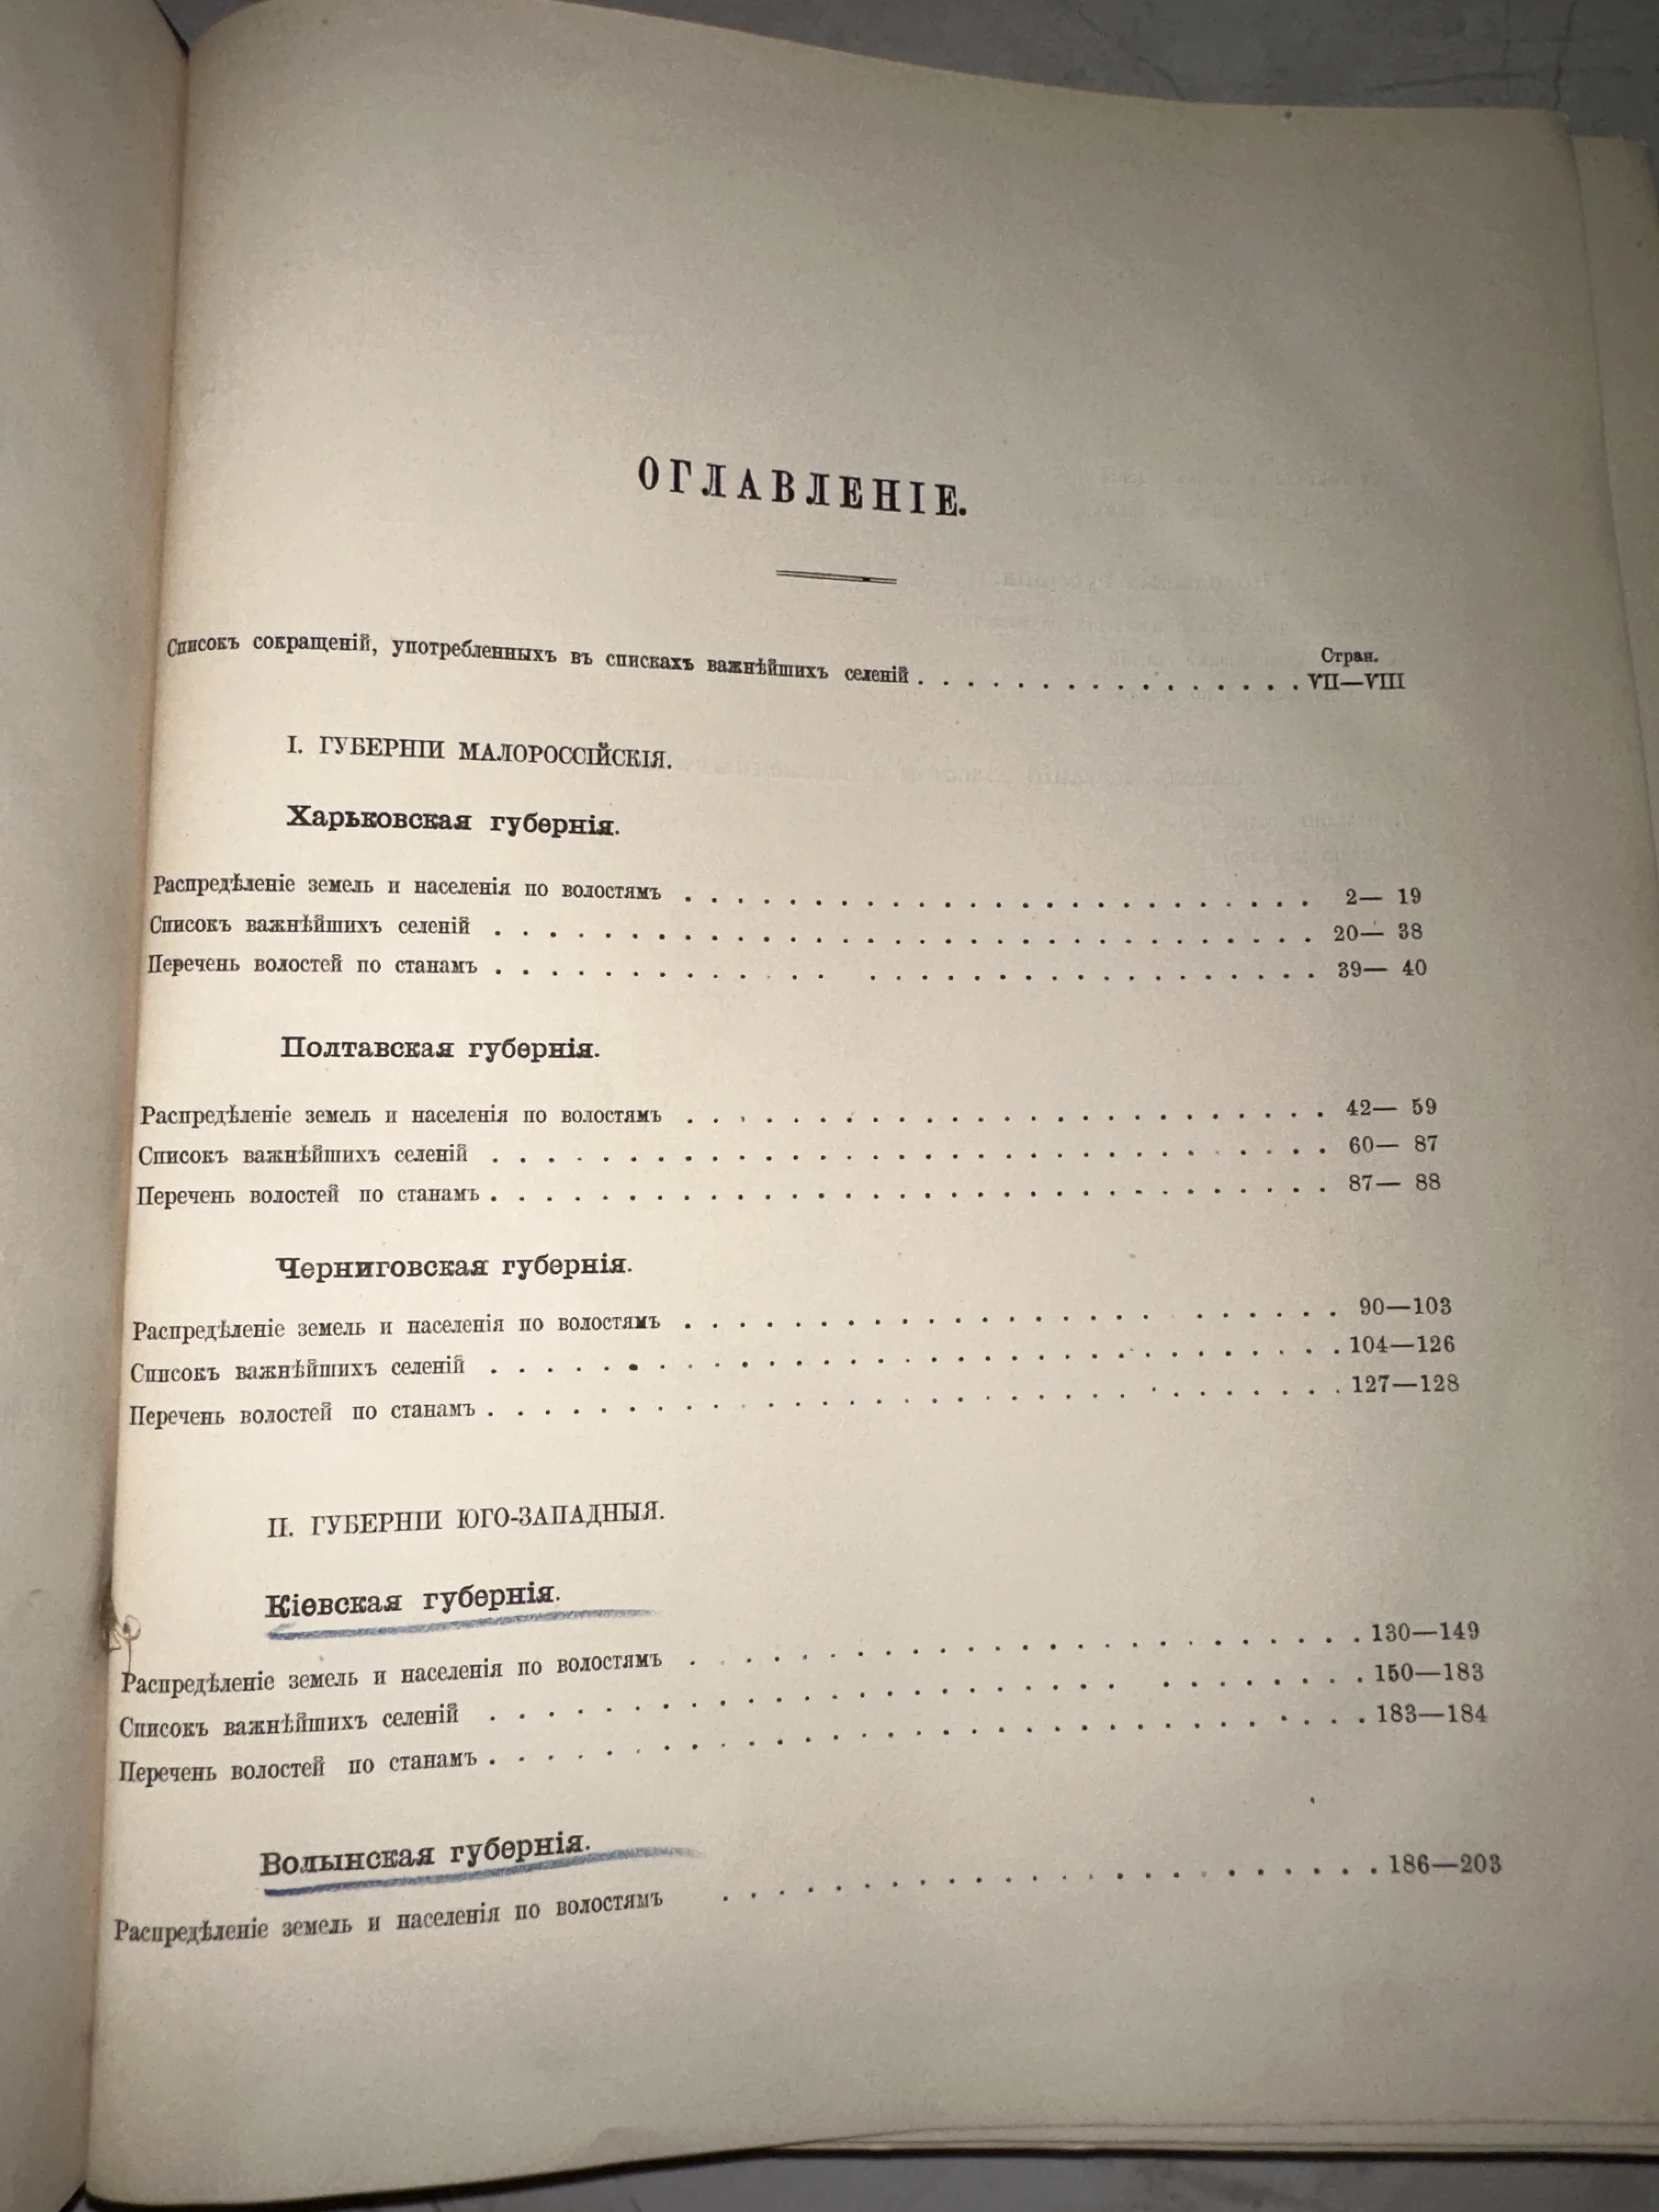 ОГЛАВЛЕНІЕ.
Стран.
Списокъ сокращеній, употребленныхъ въ спискахъ важнѣйшихъ селеній . . . . . . . . . . . . . . . . VII—VIII
I. ГУБЕРНІИ МАЛОРОССІЙСКІЯ.
Харьковская губернія.
Распредѣленіе земель и населенія по волостямъ . . . . . . . . . . . . . . . . . . . . . . . . 2— 19
Списокъ важнѣйшихъ селеній . . . . . . . . . . . . . . . . . . . . . . . . . . . . . . . 20— 38
Перечень волостей по станамъ . . . . . . . . . . . . . . . . . . . . . . . . . . . . . . 39— 40
Полтавская губернія.
Распредѣленіе земель и населенія по волостямъ . . . . . . . . . . . . . . . . . . . . . . . . 42— 59
Списокъ важнѣйшихъ селеній . . . . . . . . . . . . . . . . . . . . . . . . . . . . . . . 60— 87
Перечень волостей по станамъ . . . . . . . . . . . . . . . . . . . . . . . . . . . . . . . 87— 88
Черниговская губернія.
Распредѣленіе земель и населенія по волостямъ . . . . . . . . . . . . . . . . . . . . . . . . 90—103
Списокъ важнѣйшихъ селеній . . . . . . . . . . . . . . . . . . . . . . . . . . . . . . . 104—126
Перечень волостей по станамъ . . . . . . . . . . . . . . . . . . . . . . . . . . . . . . . 127—128
II. ГУБЕРНІИ ЮГО-ЗАПАДНЫЯ.
Кіевская губернія.
Распредѣленіе земель и населенія по волостямъ . . . . . . . . . . . . . . . . . . . . . . . . . 130—149
Списокъ важнѣйшихъ селеній . . . . . . . . . . . . . . . . . . . . . . . . . . . . . . . 150—183
Перечень волостей по станамъ . . . . . . . . . . . . . . . . . . . . . . . . . . . . . . . 183—184
Волынская губернія.
Распредѣленіе земель и населенія по волостямъ . . . . . . . . . . . . . . . . . . . . . . . . 186—203